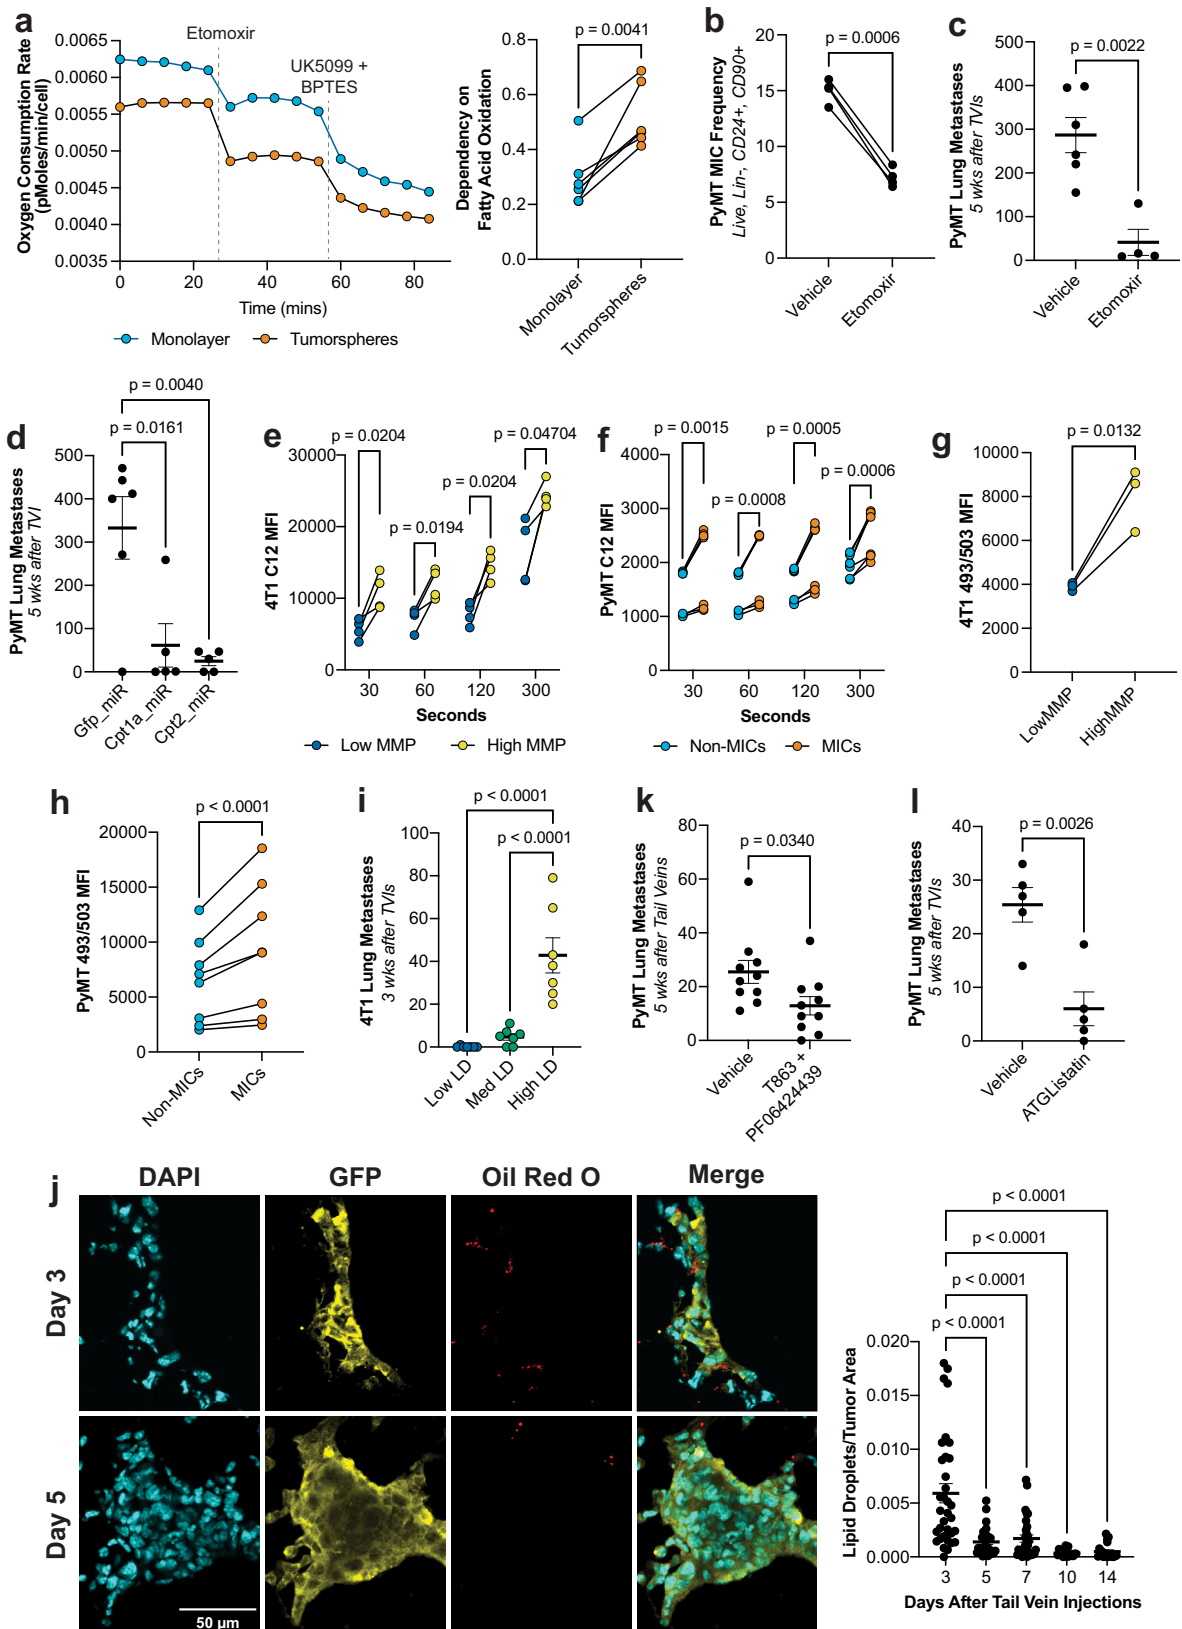 a
Oxygen Consumption Rate
(pMoles/min/cell)
0.0065
0.0060
0.0055
0.0050
0.0045
0.0040
0.0035
Etomoxir
UK5099 +
BPTES
0 20 40 60 80
Time (mins)
Monolayer Tumorspheres
Dependency on
Fatty Acid Oxidation
0.8
0.6
0.4
0.2
0.0
p = 0.0041
Monolayer
Tumorspheres
b
PyMT MIC Frequency
Live, Lin-, CD24+, CD90+
20
15
10
5
0
p = 0.0006
Vehicle
Etomoxir
c
PyMT Lung Metastases
5 wks after TVIs
500
400
300
200
100
0
p = 0.0022
Vehicle
Etomoxir
d
PyMT Lung Metastases
5 wks after TVI
500
400
300
200
100
0
p = 0.0040
p = 0.0161
Gfp_miR
Cpt1a_miR
Cpt2_miR
e
4T1 C12 MFI
30000
20000
10000
0
p = 0.0204
p = 0.0194
p = 0.0204
p = 0.04704
30 60 120 300
Seconds
Low MMP High MMP
f
PyMT C12 MFI
4000
3000
2000
1000
0
p = 0.0015
p = 0.0008
p = 0.0005
p = 0.0006
30 60 120 300
Seconds
Non-MICs MICs
g
4T1 493/503 MFI
10000
8000
6000
4000
2000
0
p = 0.0132
LowMMP
HighMMP
h
PyMT 493/503 MFI
20000
15000
10000
5000
0
p < 0.0001
Non-MICs
MICs
i
4T1 Lung Metastases
3 wks after TVIs
100
80
60
40
20
0
p < 0.0001
p < 0.0001
Low LD
Med LD
High LD
k
PyMT Lung Metastases
5 wks after Tail Veins
80
60
40
20
0
p = 0.0340
Vehicle
T863 +
PF06424439
l
PyMT Lung Metastases
5 wks after TVIs
40
30
20
10
0
p = 0.0026
Vehicle
ATGListatin
j
DAPI GFP Oil Red O Merge
Day 3
Day 5
50 µm
Lipid Droplets/Tumor Area
0.020
0.015
0.010
0.005
0.000
p < 0.0001
p < 0.0001
p < 0.0001
p < 0.0001
3 5 7 10 14
Days After Tail Vein Injections